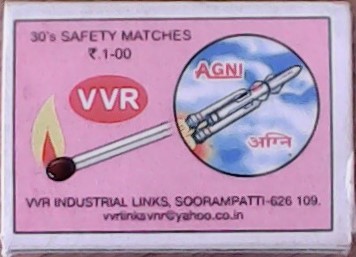 30's SAFETY MATCHES
₹.1-00
AGNI
VVR
अग्नि
VVR INDUSTRIAL LINKS, SOORAMPATTI-626 109.
vvrlinksvnr@yahoo.co.in